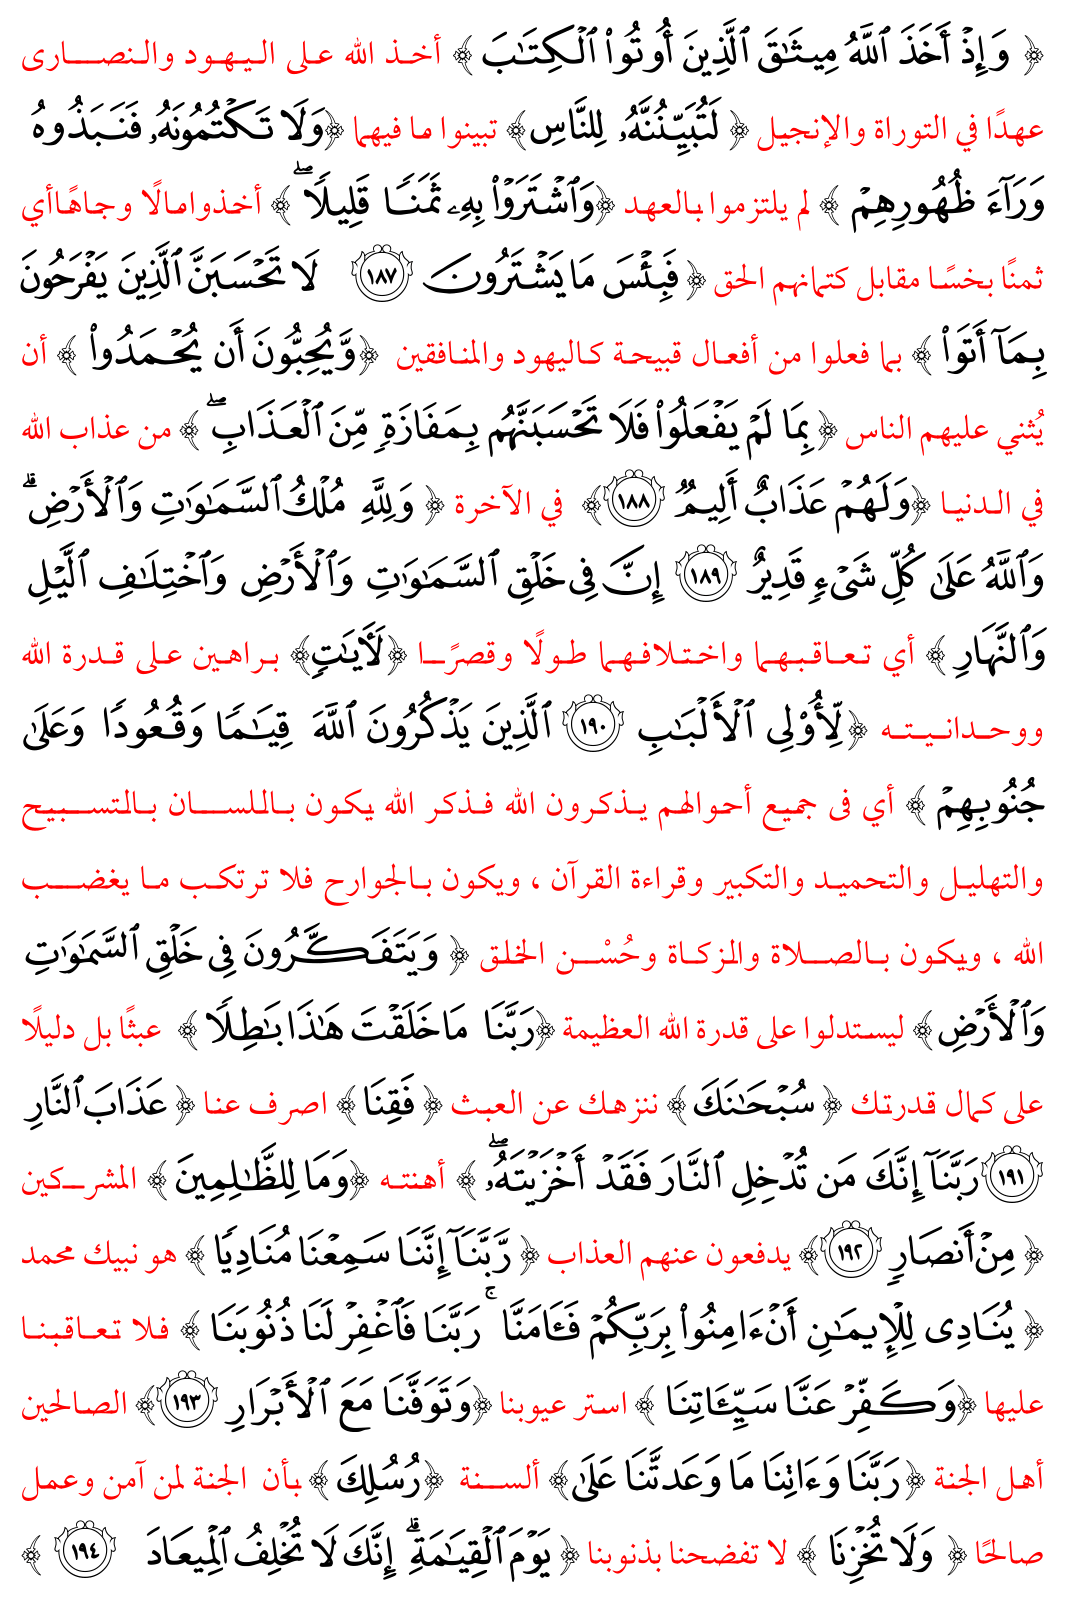 ﴿ وَإِذْ أَخَذَ ٱللَّهُ مِيثَٰقَ ٱلَّذِينَ أُوتُوا۟ ٱلْكِتَٰبَ ﴾ أخذ الله على اليهود والنصارى
عهدًا في التوراة والإنجيل ﴿ لَتُبَيِّنُنَّهُۥ لِلنَّاسِ﴾ تبينوا ما فيهما ﴿وَلَا تَكْتُمُونَهُۥ فَنَبَذُوهُ
وَرَآءَ ظُهُورِهِمْ ﴾ لم يلتزموا بالعهد ﴿وَٱشْتَرَوْا۟ بِهِۦ ثَمَنًا قَلِيلًا ۖ ﴾ أخذوامالًا وجاهًاأي
ثمنًا بخسًا مقابل كتمانهم الحق ﴿ فَبِئْسَ مَا يَشْتَرُونَ ١٨٧ لَا تَحْسَبَنَّ ٱلَّذِينَ يَفْرَحُونَ
بِمَآ أَتَوا۟ ﴾ بما فعلوا من أفعال قبيحة كاليهود والمنافقين ﴿وَّيُحِبُّونَ أَن يُحْمَدُوا۟ ﴾ أن
يُثني عليهم الناس ﴿ بِمَا لَمْ يَفْعَلُوا۟ فَلَا تَحْسَبَنَّهُم بِمَفَازَةٍ مِّنَ ٱلْعَذَابِ ۖ ﴾ من عذاب الله
في الدنيا ﴿وَلَهُمْ عَذَابٌ أَلِيمٌ ١٨٨﴾ في الآخرة ﴿ وَلِلَّهِ مُلْكُ ٱلسَّمَٰوَٰتِ وَٱلْأَرْضِ ۗ
وَٱللَّهُ عَلَىٰ كُلِّ شَىْءٍ قَدِيرٌ ١٨٩ إِنَّ فِى خَلْقِ ٱلسَّمَٰوَٰتِ وَٱلْأَرْضِ وَٱخْتِلَٰفِ ٱلَّيْلِ
وَٱلنَّهَارِ ﴾ أي تعاقبهما واختلافهما طولًا وقصرًا ﴿لَـَٔايَٰتٍ﴾ براهين على قدرة الله
ووحدانيته ﴿لِّأُو۟لِى ٱلْأَلْبَٰبِ ١٩٠ ٱلَّذِينَ يَذْكُرُونَ ٱللَّهَ قِيَٰمًا وَقُعُودًا وَعَلَىٰ
جُنُوبِهِمْ ﴾ أي فى جميع أحوالهم يذكرون الله فذكر الله يكون باللسان بالتسبيح
والتهليل والتحميد والتكبير وقراءة القرآن ، ويكون بالجوارح فلا ترتكب ما يغضب
الله ، ويكون بالصلاة والزكاة وحُسْن الخلق ﴿ وَيَتَفَكَّرُونَ فِى خَلْقِ ٱلسَّمَٰوَٰتِ
وَٱلْأَرْضِ﴾ ليستدلوا على قدرة الله العظيمة ﴿رَبَّنَا مَا خَلَقْتَ هَٰذَا بَٰطِلًا ﴾ عبثًا بل دليلًا
على كمال قدرتك ﴿ سُبْحَٰنَكَ﴾ ننزهك عن العبث ﴿ فَقِنَا ﴾ اصرف عنا ﴿ عَذَابَ ٱلنَّارِ
١٩١ رَبَّنَآ إِنَّكَ مَن تُدْخِلِ ٱلنَّارَ فَقَدْ أَخْزَيْتَهُۥ ۖ ﴾ أهنته ﴿وَمَا لِلظَّٰلِمِينَ ﴾ المشركين
﴿ مِنْ أَنصَارٍ ١٩٢﴾ يدفعون عنهم العذاب ﴿ رَّبَّنَآ إِنَّنَا سَمِعْنَا مُنَادِيًا ﴾ هو نبيك محمد
﴿ يُنَادِى لِلْإِيمَٰنِ أَنْ ءَامِنُوا۟ بِرَبِّكُمْ فَـَٔامَنَّا ۚ رَبَّنَا فَٱغْفِرْ لَنَا ذُنُوبَنَا ﴾ فلا تعاقبنا
عليها ﴿وَكَفِّرْ عَنَّا سَيِّـَٔاتِنَا ﴾ استر عيوبنا ﴿وَتَوَفَّنَا مَعَ ٱلْأَبْرَارِ ١٩٣﴾ الصالحين
أهل الجنة ﴿ رَبَّنَا وَءَاتِنَا مَا وَعَدتَّنَا عَلَىٰ﴾ ألسنة ﴿رُسُلِكَ ﴾ بأن الجنة لمن آمن وعمل
صالحًا ﴿ وَلَا تُخْزِنَا ﴾ لا تفضحنا بذنوبنا ﴿ يَوْمَ ٱلْقِيَٰمَةِ ۗ إِنَّكَ لَا تُخْلِفُ ٱلْمِيعَادَ ١٩٤ ﴾